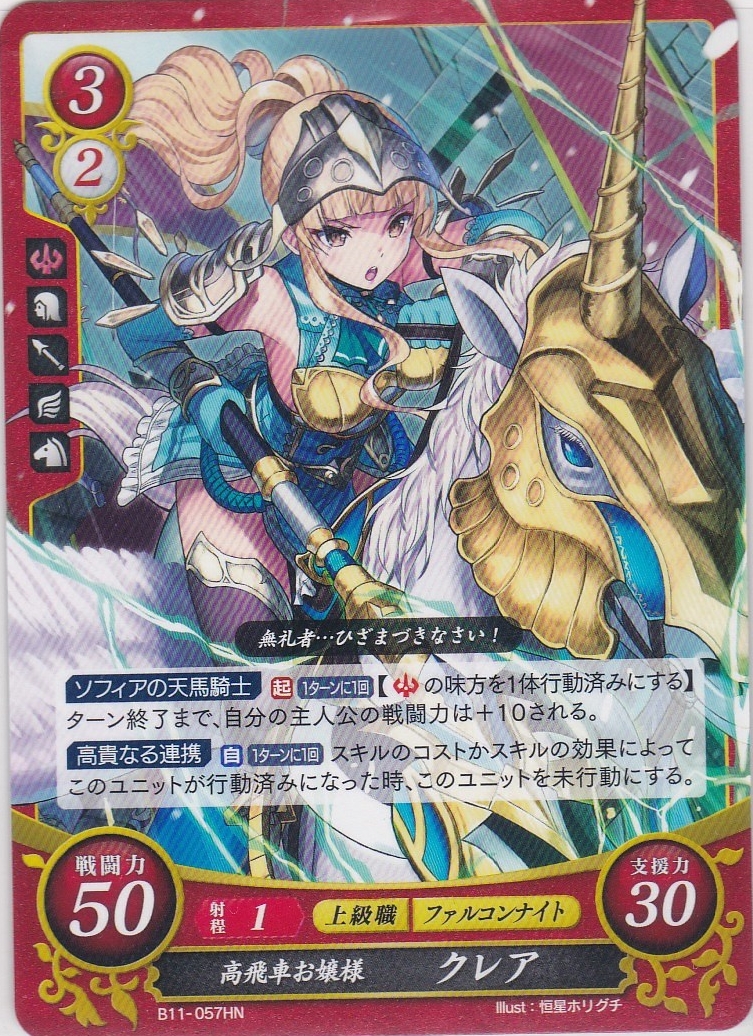 3
2
無礼者…ひざまづきなさい！
ソフィアの天馬騎士 起 1ターンに1回 【の味方を1体行動済みにする】
ターン終了まで、自分の主人公の戦闘力は＋10される。
高貴なる連携 自 1ターンに1回 スキルのコストかスキルの効果によって
このユニットが行動済みになった時、このユニットを未行動にする。
戦闘力
50
射程 1
上級職 ファルコンナイト
支援力
30
高飛車お嬢様 クレア
B11-057HN
Illust：恒星ホリグチ